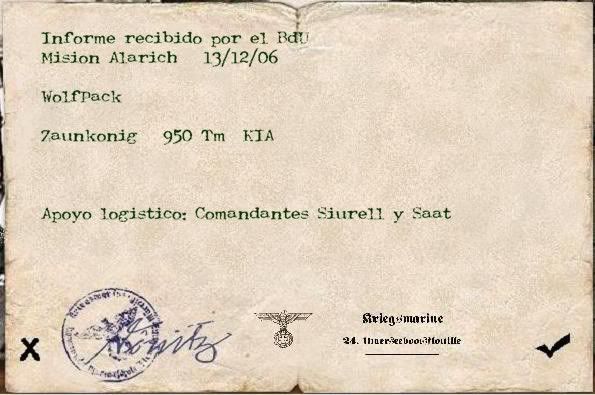 Informe recibido por el BdU
Mision Alarich 13/12/06
WolfPack
Zaunkonig 950 Tm KIA
Apoyo logistico: Comandantes Siurell y Saat
Kriegsmarine
24. Unterseebootsflotille
X